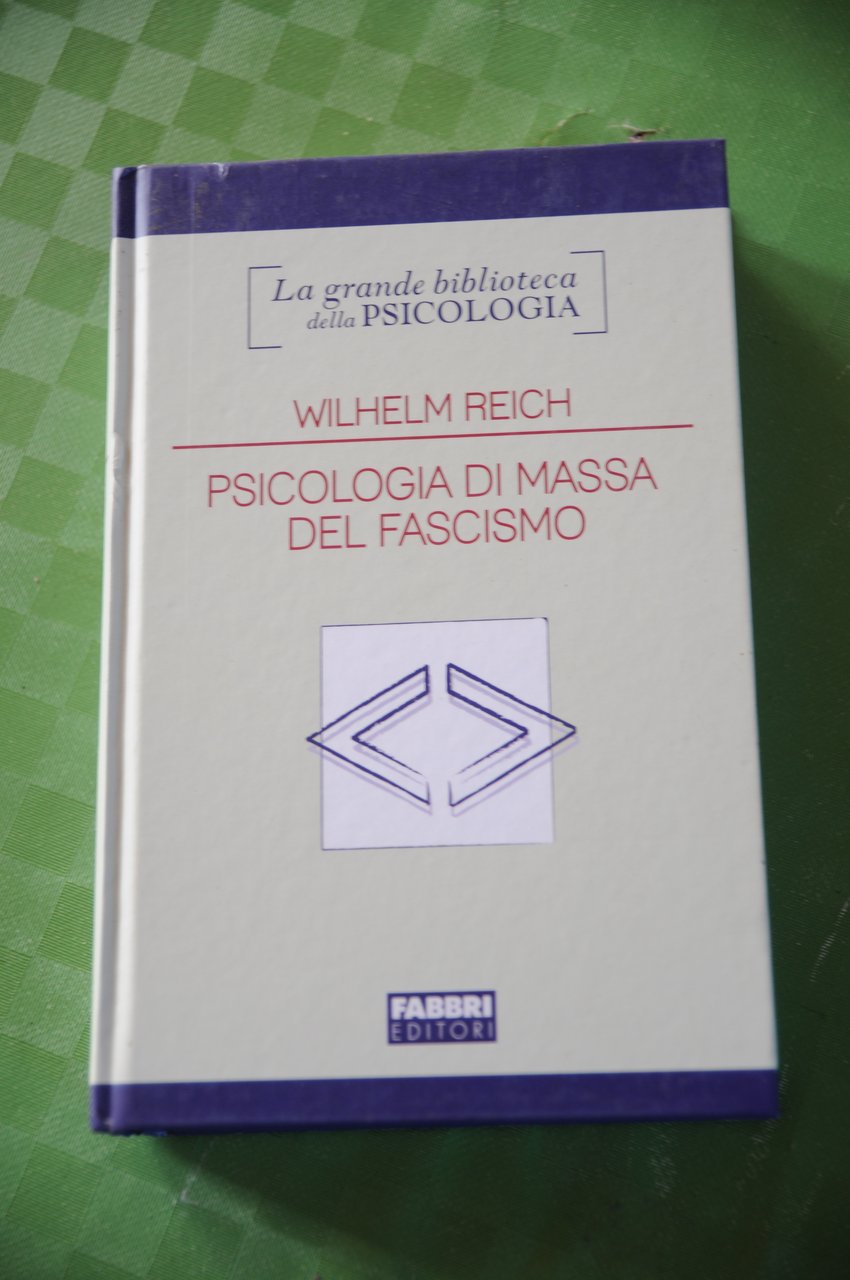 La grande biblioteca
della PSICOLOGIA
WILHELM REICH
PSICOLOGIA DI MASSA
DEL FASCISMO
FABBRI
EDITORI